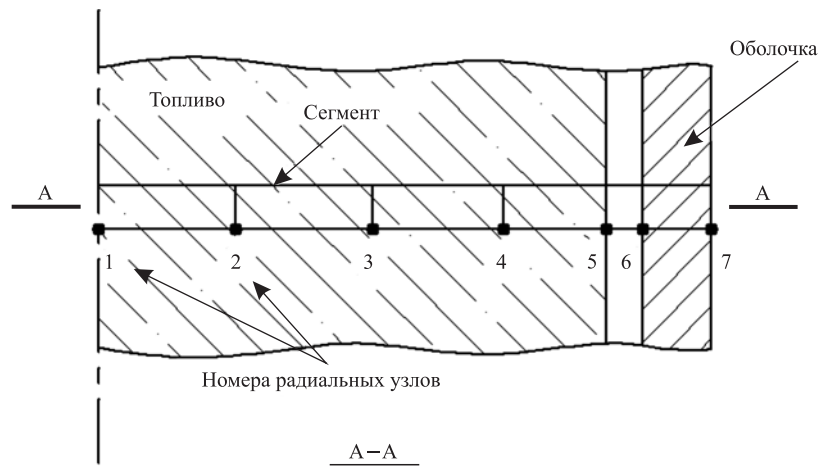 Оболочка
Топливо
Сегмент
А
А
1
2
3
4
5
6
7
Номера радиальных узлов
А–А